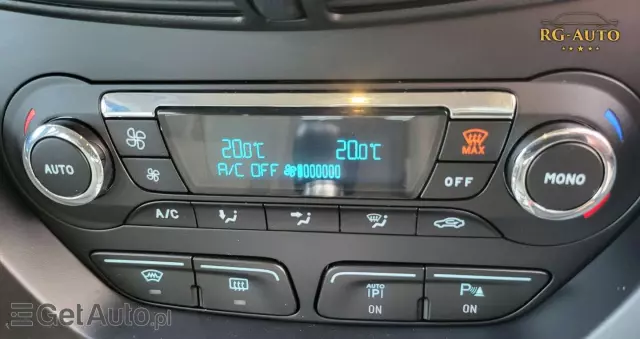 RG-AUTO
20.0°C 20.0°C
A/C OFF
MAX
AUTO
OFF
MONO
A/C
AUTO
P
ON
P
ON
GetAuto.pl